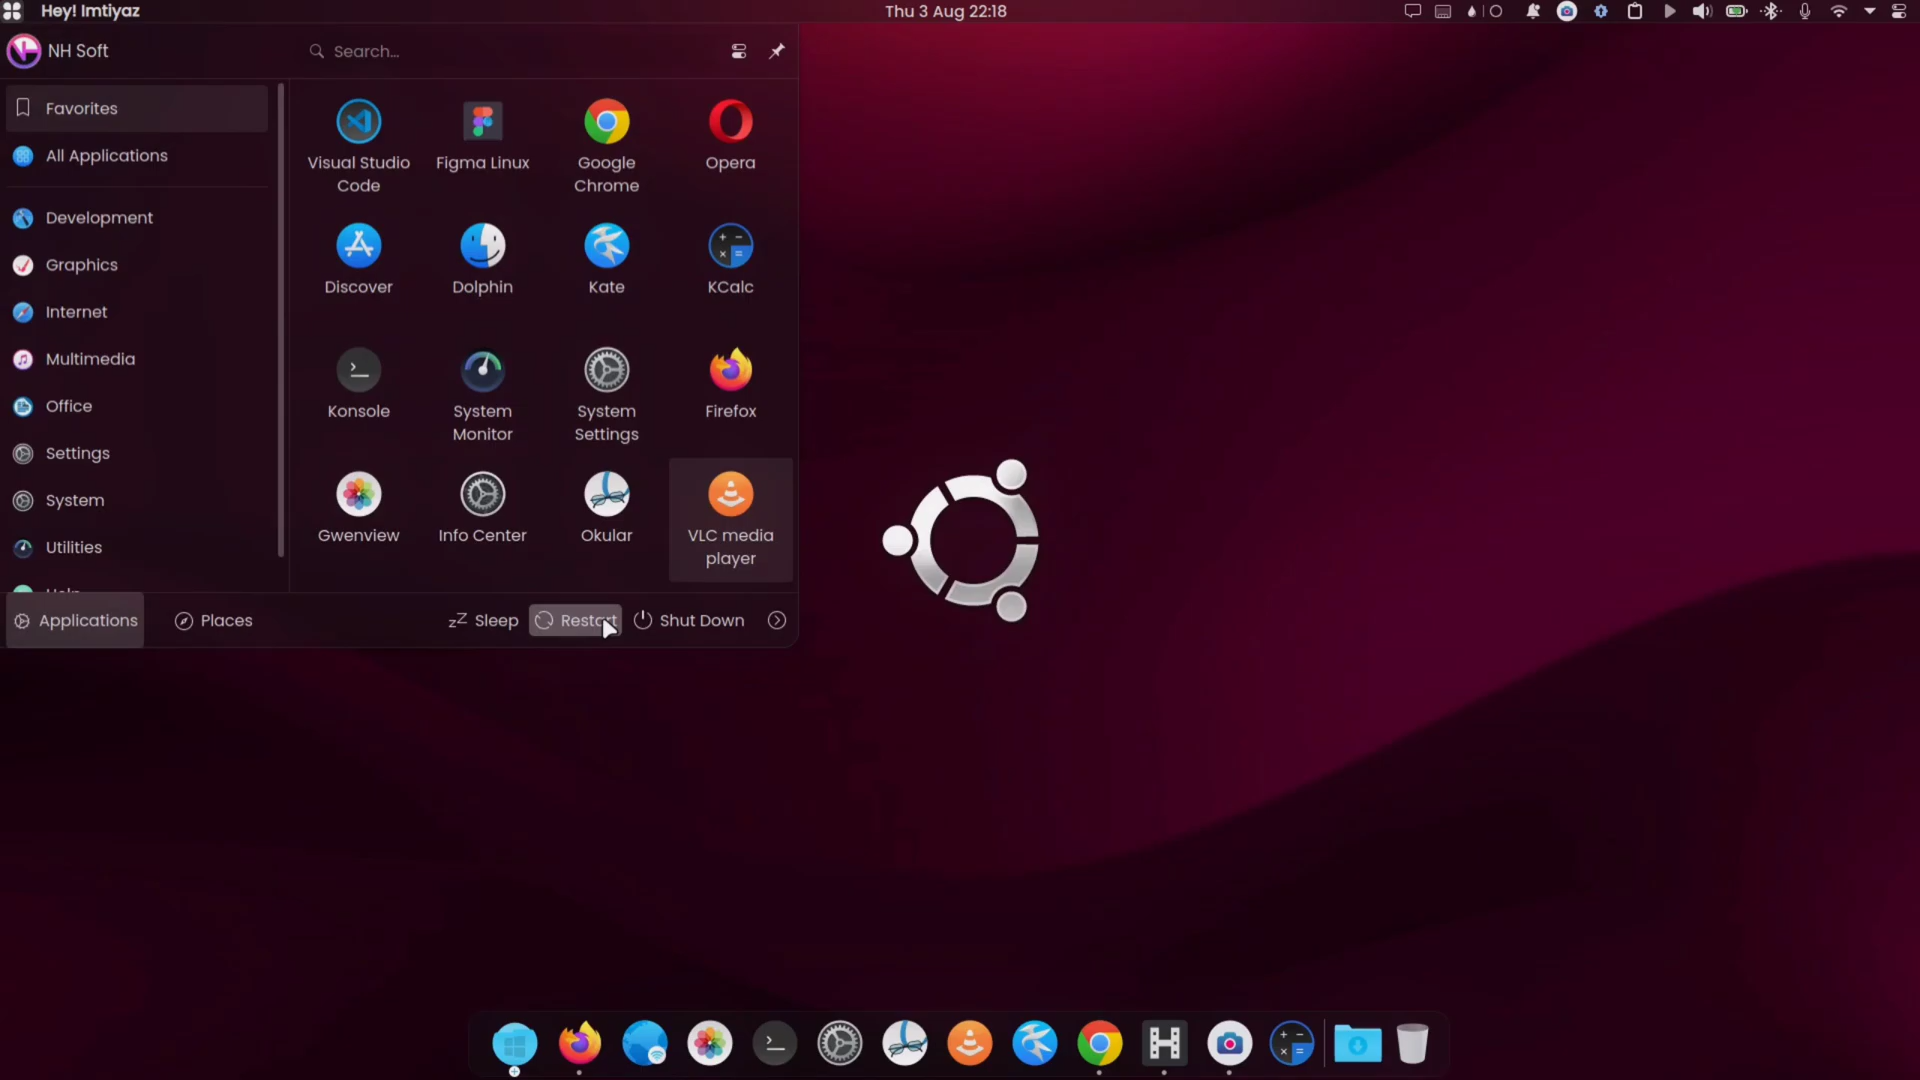 Hey! Imtiyaz
Thu 3 Aug 22:18
NH Soft
Search...
Favorites
All Applications
Development
Graphics
Internet
Multimedia
Office
Settings
System
Utilities
Visual Studio
Code
Figma Linux
Google
Chrome
Opera
Discover
Dolphin
Kate
KCalc
Konsole
System
Monitor
System
Settings
Firefox
Gwenview
Info Center
Okular
VLC media
player
Applications
Places
Sleep
Restart
Shut Down